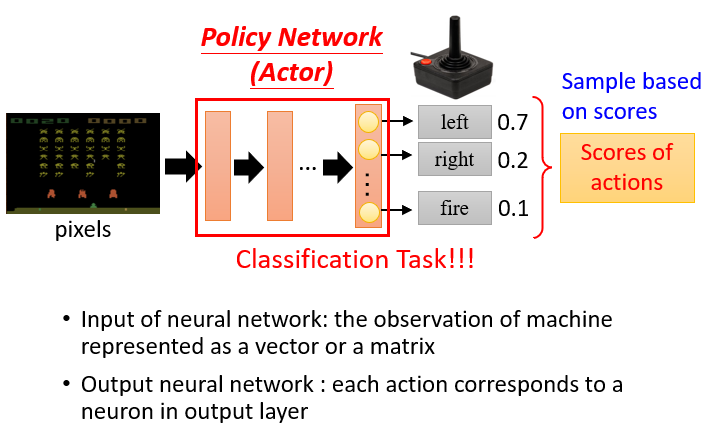 Policy Network
(Actor)
Sample based
on scores
left
0.7
right
0.2
Scores of
actions
...
fire
0.1
pixels
Classification Task!!!
• Input of neural network: the observation of machine
represented as a vector or a matrix
• Output neural network : each action corresponds to a
neuron in output layer